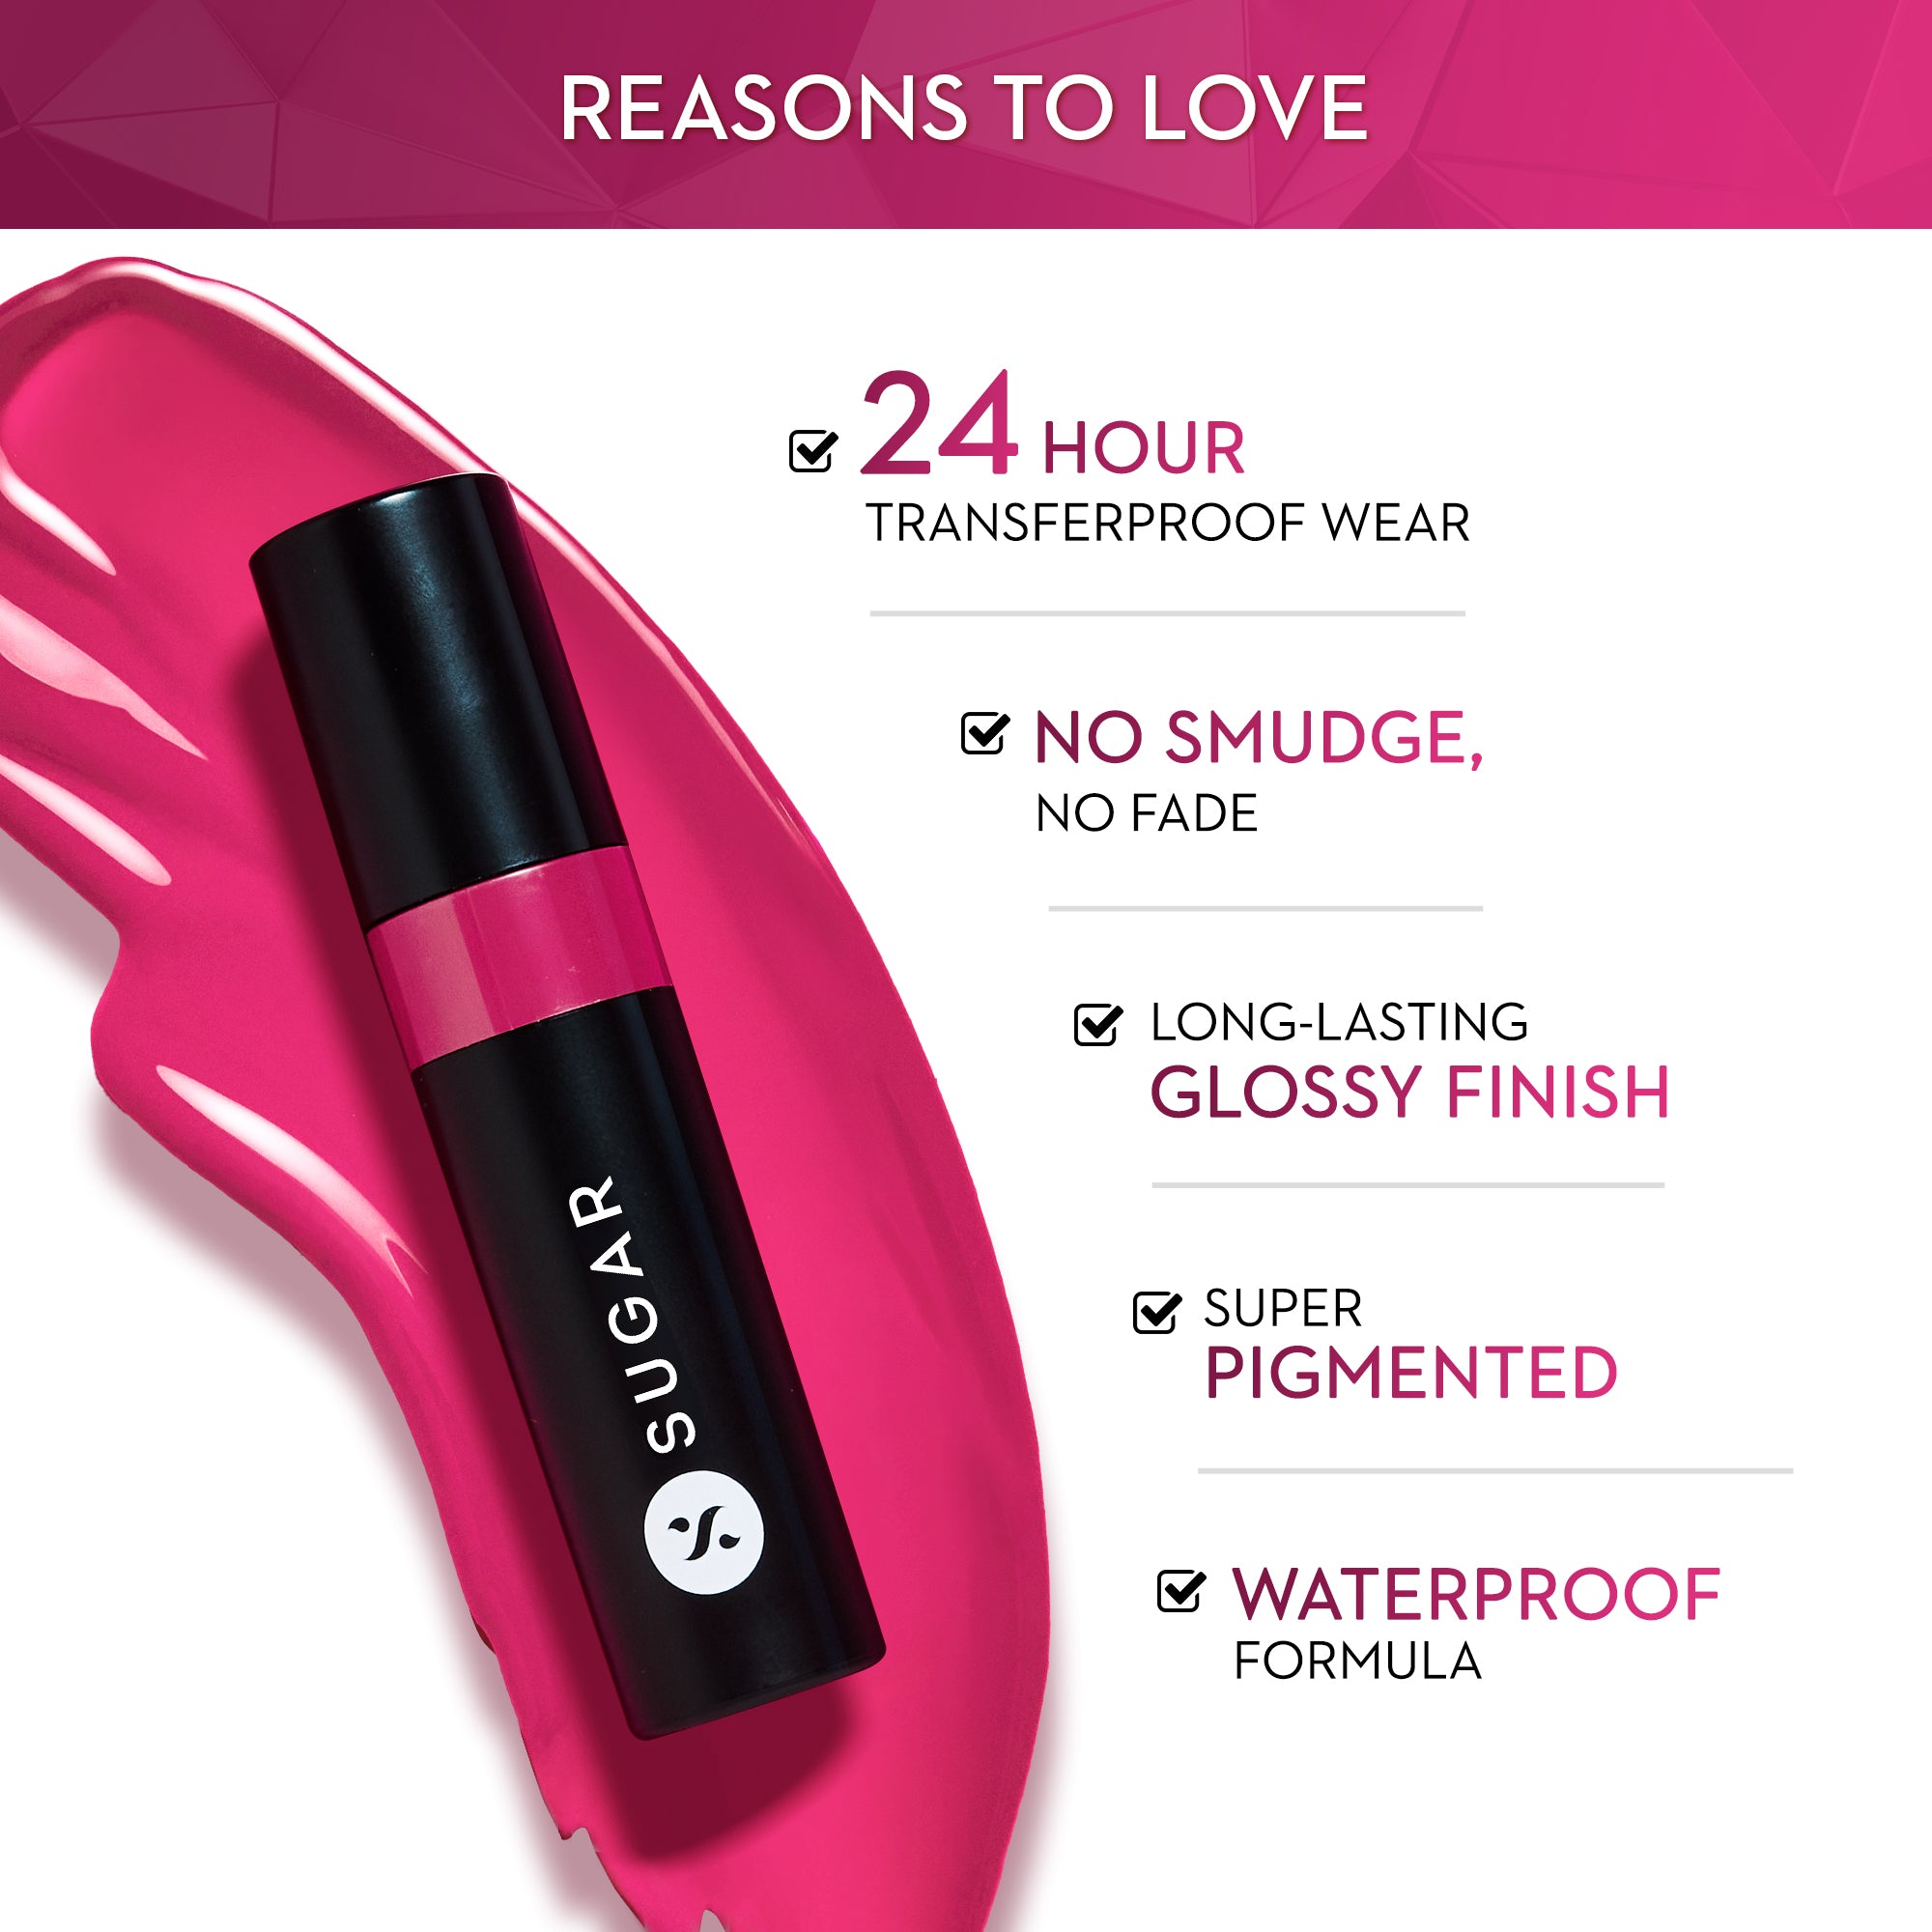 REASONS TO LOVE
24 HOUR
TRANSFERPROOF WEAR
NO SMUDGE,
NO FADE
LONG-LASTING
GLOSSY FINISH
SUPER
PIGMENTED
WATERPROOF
FORMULA
SUGAR